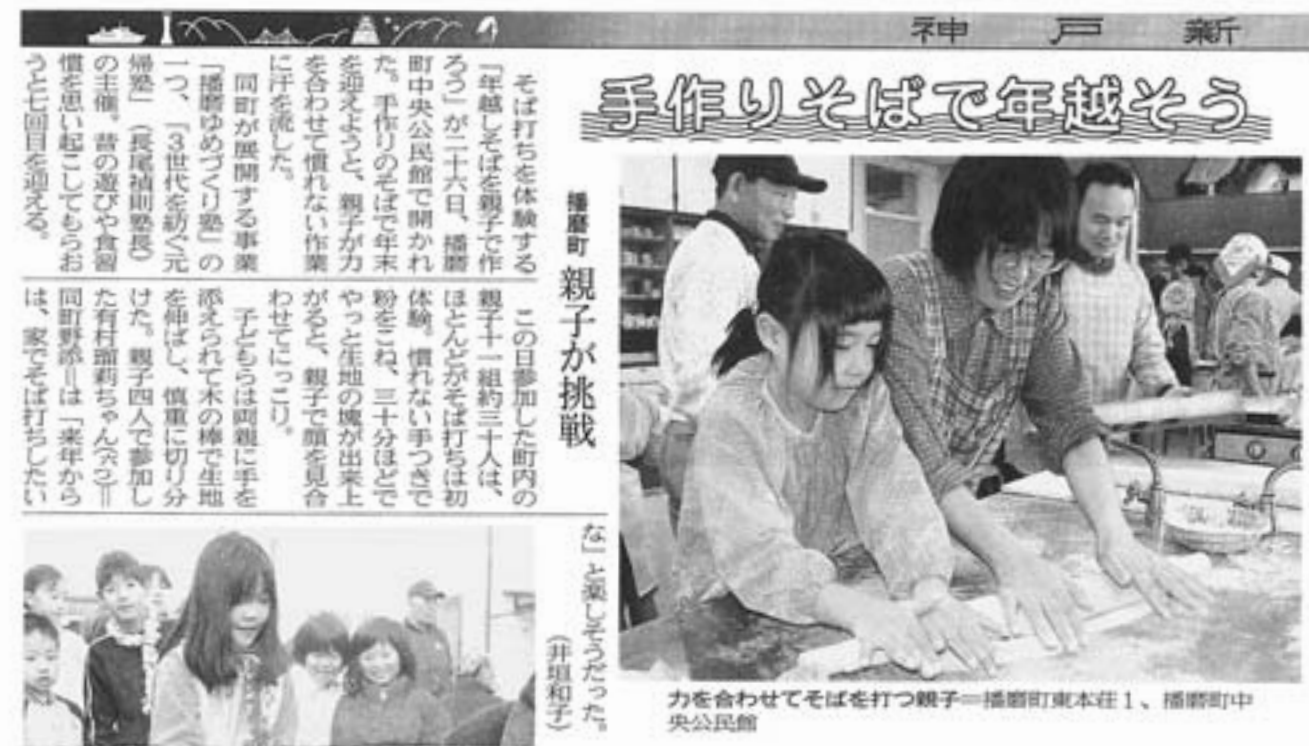 神戸新
手作りそばで年越そう
播磨町 親子が挑戦
そば打ちを体験する
「年越しそばを親子で作
ろう」が二十六日、播磨
町中央公民館で開かれ
た。手作りのそばで年末
を迎えようと、親子が力
を合わせて慣れない作業
に汗を流した。
同町が展開する事業
「播磨ゆめづくり塾」の
一つ、「3世代を紡ぐ元
帰塾」（長尾禎則塾長）
の主催。昔の遊びや食習
慣を思い起こしてもらお
うと七回目を迎える。
この日参加した町内の
親子十一組約三十人は、
ほとんどがそば打ちは初
体験。慣れない手つきで
粉をこね、三十分ほどで
やっと生地の塊が出来上
がると、親子で顔を見合
わせてにっこり。
子どもらは両親に手を
添えられて木の棒で生地
を伸ばし、慎重に切り分
けた。親子四人で参加し
た有村瑠莉ちゃん（六つ）＝
同町野添＝は「来年から
は、家でそば打ちしたい
な」と楽しそうだった。
（井垣和子）
力を合わせてそばを打つ親子＝播磨町東本荘1、播磨町中
央公民館